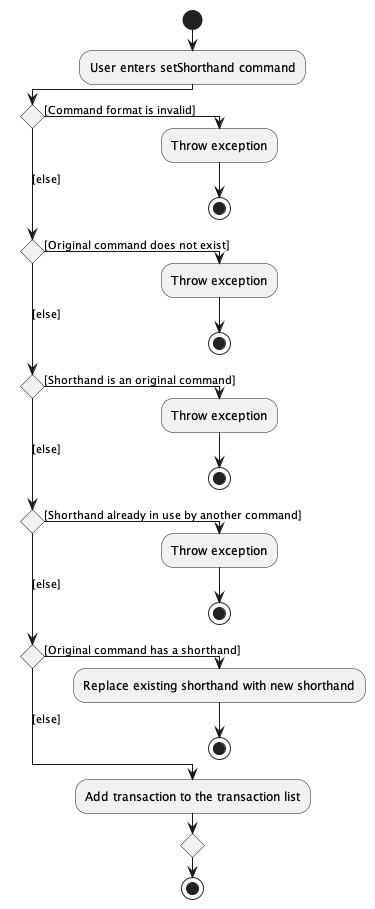 User enters setShorthand command
[Command format is invalid]
Throw exception
[else]
[Original command does not exist]
Throw exception
[else]
[Shorthand is an original command]
Throw exception
[else]
[Shorthand already in use by another command]
Throw exception
[else]
[Original command has a shorthand]
Replace existing shorthand with new shorthand
[else]
Add transaction to the transaction list